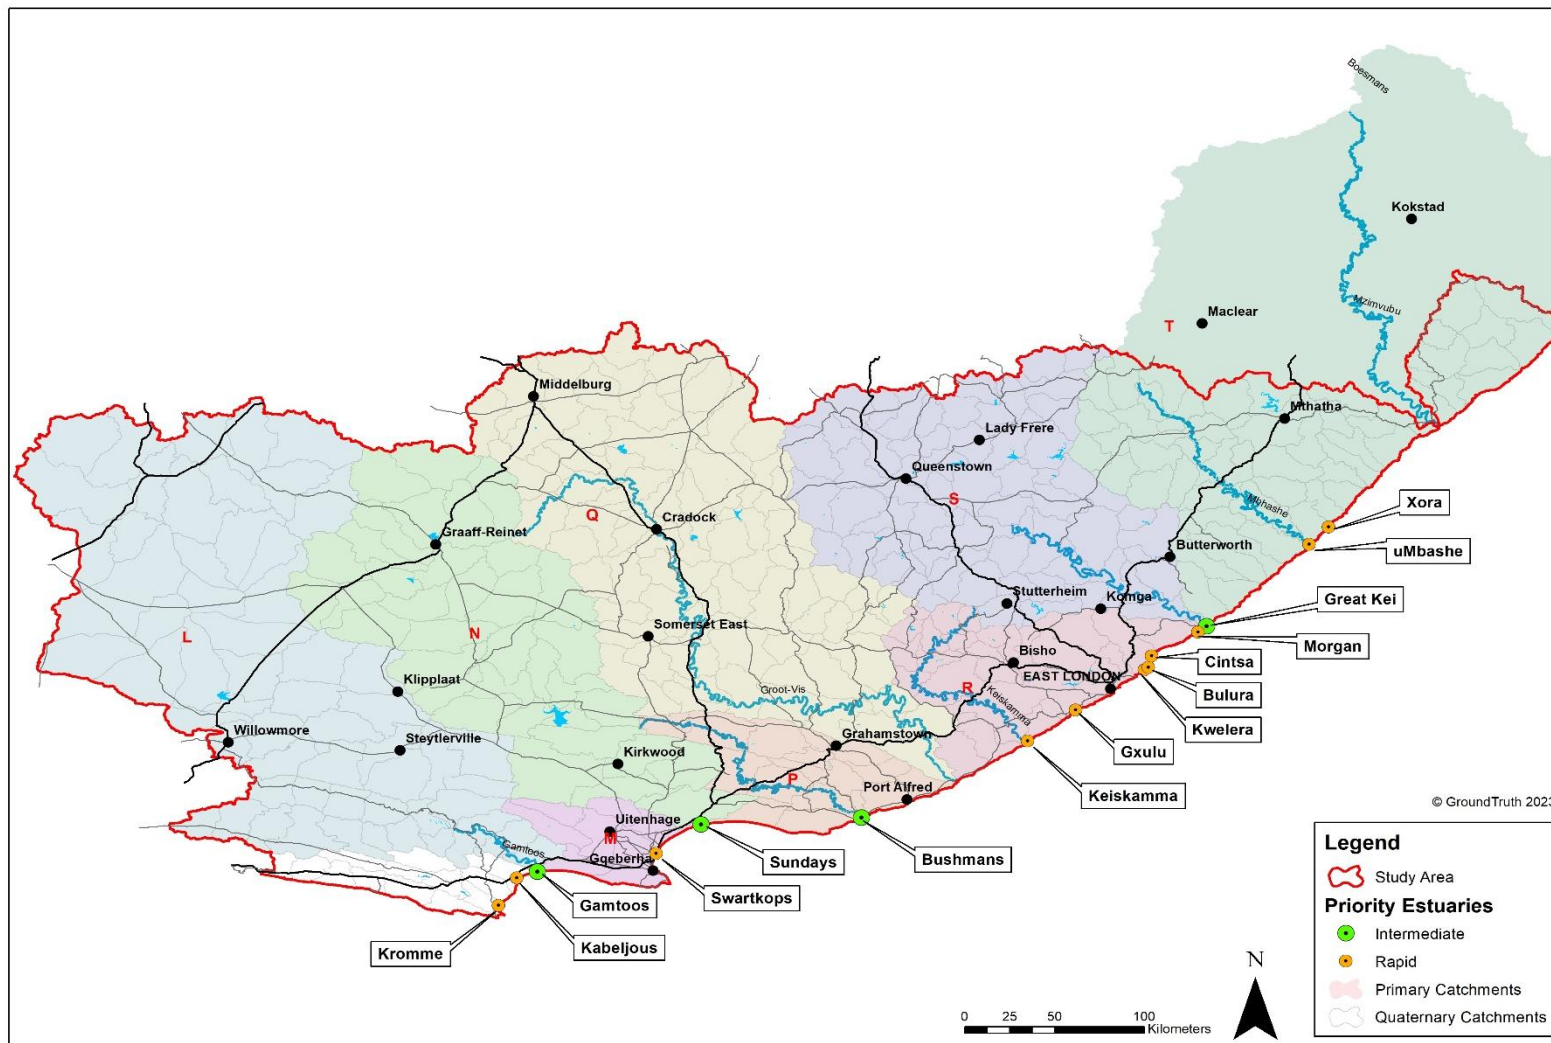 Boesmans
Kokstad
Mzimvubu
Maclear
T
Middelburg
Mthatha
Lady Frere
Queenstown
S
Xora
Mbhashe
Q
Cradock
Graaff-Reinet
uMbashe
Butterworth
Great Kei
Stutterheim
Komga
Somerset East
N
L
Morgan
Bisho
Cintsa
EAST LONDON
R
Keiskamma
Klipplaat
Groot-Vis
Bulura
Kwelera
Willowmore
Steytlerville
Grahamstown
Gxulu
Kirkwood
P
Port Alfred
Keiskamma
© GroundTruth 2023
Uitenhage
M
Gamtoos
Gqeberha
Sundays
Bushmans
Swartkops
Gamtoos
Kabeljous
Kromme
Legend
Study Area
Priority Estuaries
Intermediate
Rapid
Primary Catchments
Quaternary Catchments
N
0 25 50 100
Kilometers